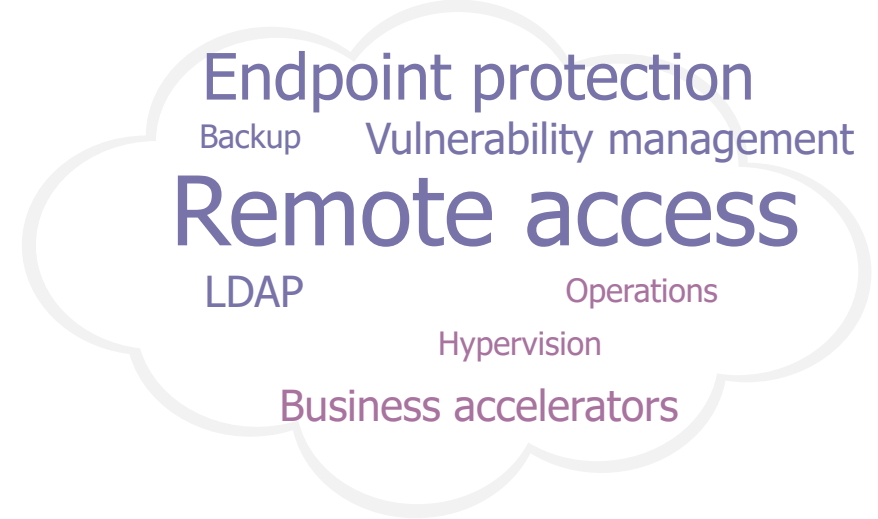 Endpoint protection
Backup Vulnerability management
Remote access
LDAP Operations
Hypervision
Business accelerators